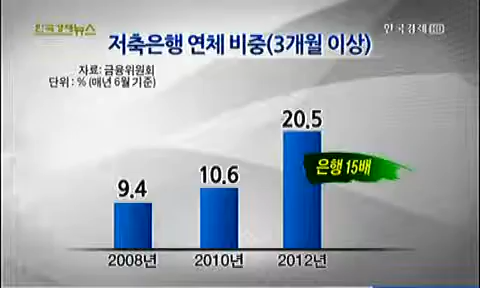 한국경제뉴스
저축은행 연체 비중(3개월 이상)
한국경제HD
자료: 금융위원회
단위 : % (매년 6월 기준)
9.4
10.6
20.5
은행 15배
2008년
2010년
2012년